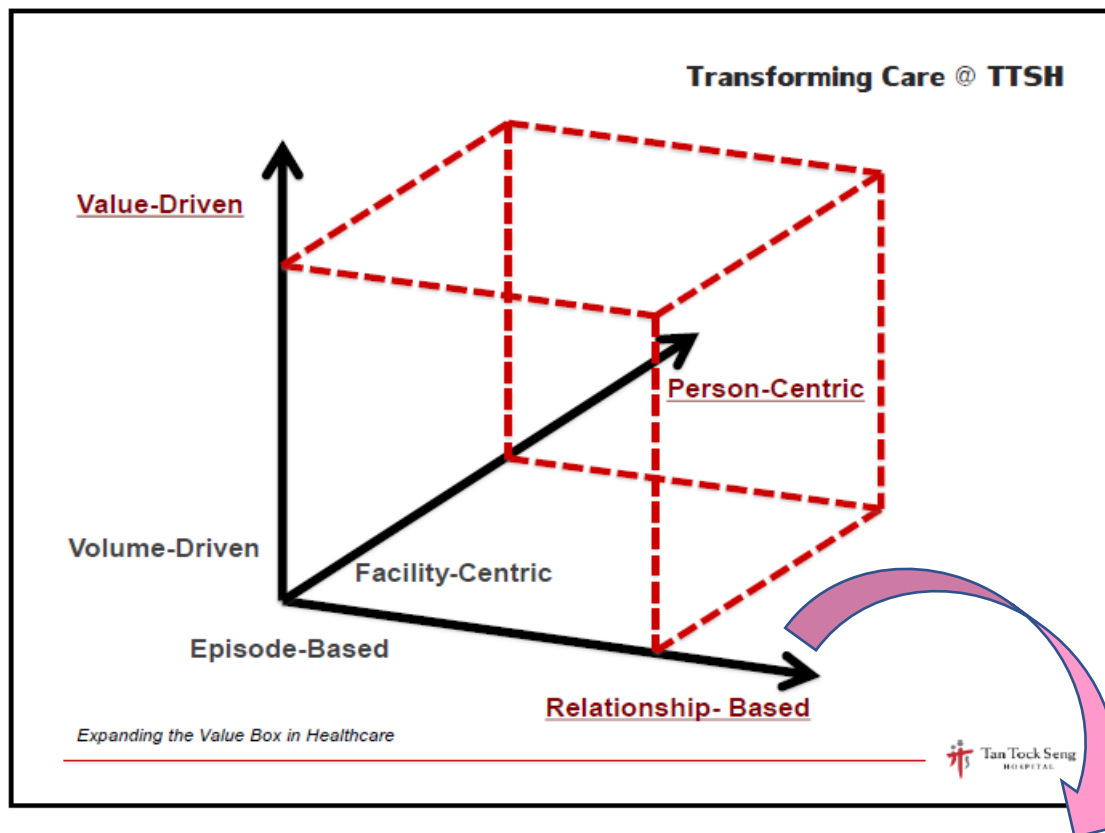 Transforming Care @ TTSH
Value-Driven
Person-Centric
Volume-Driven
Facility-Centric
Episode-Based
Relationship- Based
Expanding the Value Box in Healthcare
Tan Tock Seng
HOSPITAL